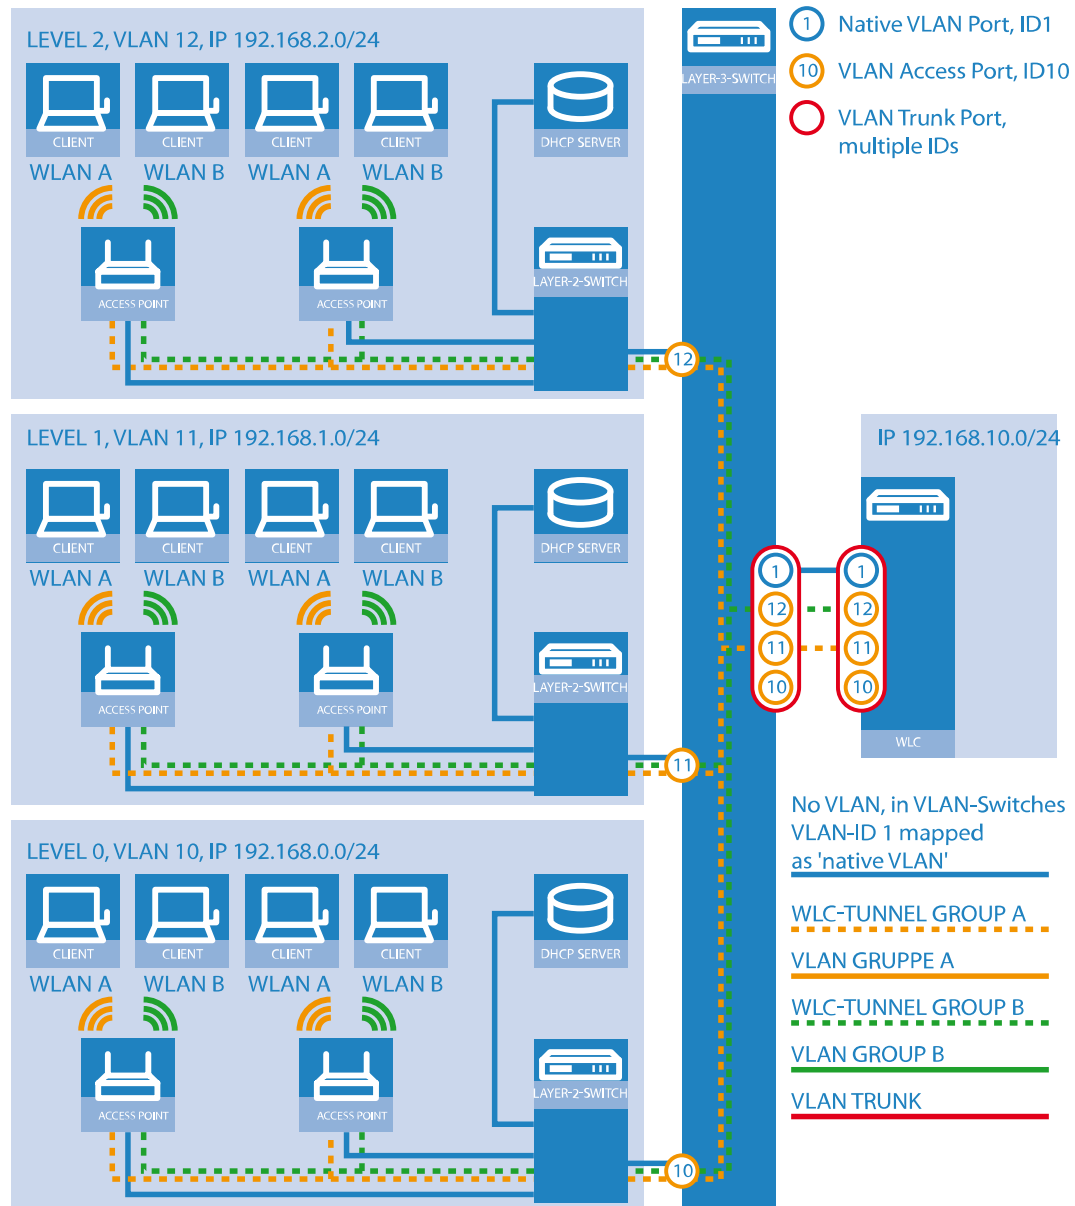 LEVEL 2, VLAN 12, IP 192.168.2.0/24
CLIENT CLIENT CLIENT CLIENT
DHCP SERVER
WLAN A WLAN B WLAN A WLAN B
ACCESS POINT ACCESS POINT
LAYER-2-SWITCH
12
LAYER-3-SWITCH
1 Native VLAN Port, ID1
10 VLAN Access Port, ID10
VLAN Trunk Port,
multiple IDs
LEVEL 1, VLAN 11, IP 192.168.1.0/24
CLIENT CLIENT CLIENT CLIENT
DHCP SERVER
WLAN A WLAN B WLAN A WLAN B
ACCESS POINT ACCESS POINT
LAYER-2-SWITCH
11
IP 192.168.10.0/24
1 1
12 12
11 11
10 10
WLC
LEVEL 0, VLAN 10, IP 192.168.0.0/24
CLIENT CLIENT CLIENT CLIENT
DHCP SERVER
WLAN A WLAN B WLAN A WLAN B
ACCESS POINT ACCESS POINT
LAYER-2-SWITCH
10
No VLAN, in VLAN-Switches
VLAN-ID 1 mapped
as 'native VLAN'
WLC-TUNNEL GROUP A
VLAN GRUPPE A
WLC-TUNNEL GROUP B
VLAN GROUP B
VLAN TRUNK